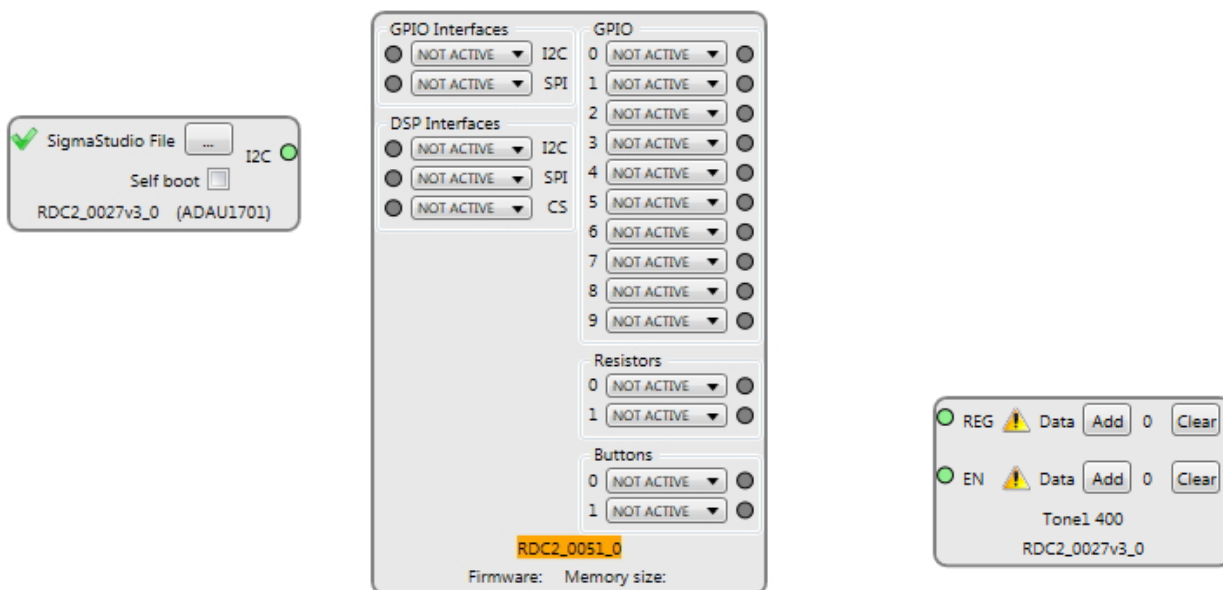 SigmaStudio File ... I2C
Self boot
RDC2_0027v3_0 (ADAU1701)
GPIO Interfaces
NOT ACTIVE I2C
NOT ACTIVE SPI
DSP Interfaces
NOT ACTIVE I2C
NOT ACTIVE SPI
NOT ACTIVE CS
GPIO
0 NOT ACTIVE
1 NOT ACTIVE
2 NOT ACTIVE
3 NOT ACTIVE
4 NOT ACTIVE
5 NOT ACTIVE
6 NOT ACTIVE
7 NOT ACTIVE
8 NOT ACTIVE
9 NOT ACTIVE
Resistors
0 NOT ACTIVE
1 NOT ACTIVE
Buttons
0 NOT ACTIVE
1 NOT ACTIVE
RDC2_0051_0
Firmware: Memory size:
REG Data Add 0 Clear
EN Data Add 0 Clear
Tone1 400
RDC2_0027v3_0